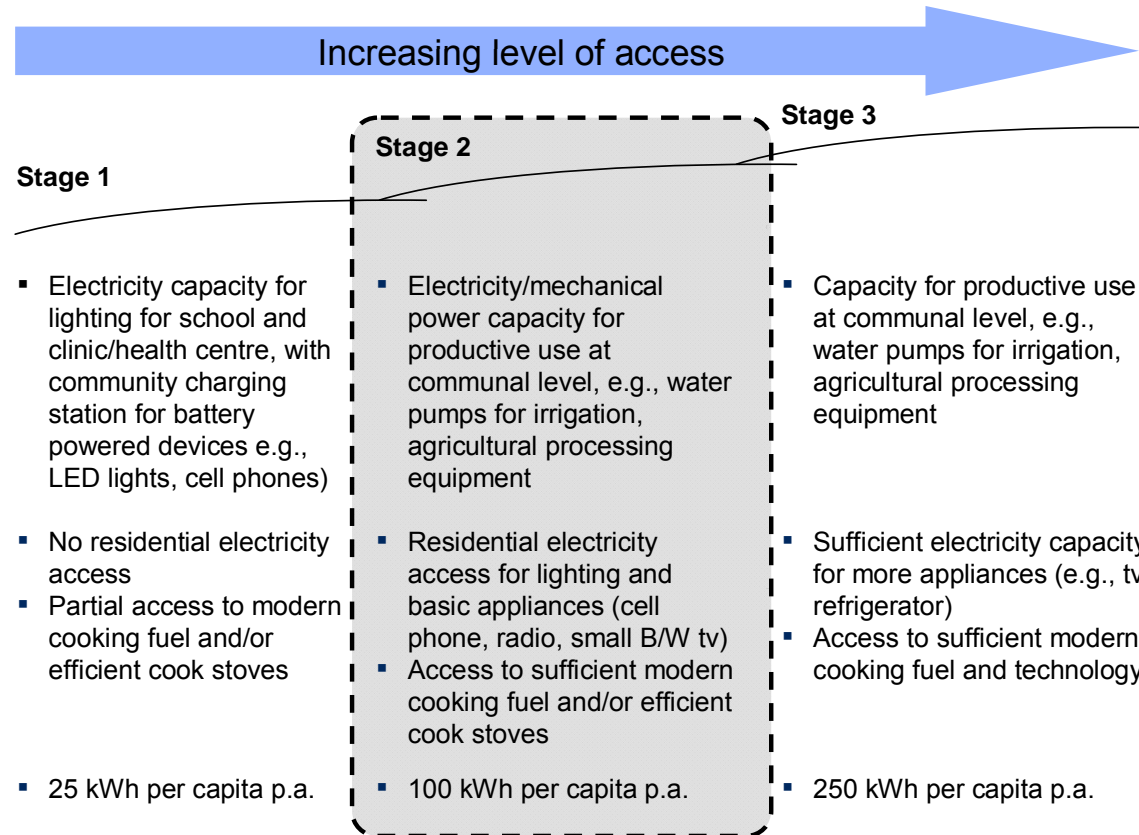 Increasing level of access
Stage 1
▪ Electricity capacity for
lighting for school and
clinic/health centre, with
community charging
station for battery
powered devices e.g.,
LED lights, cell phones)
▪ No residential electricity
access
▪ Partial access to modern
cooking fuel and/or
efficient cook stoves
▪ 25 kWh per capita p.a.
Stage 2
▪ Electricity/mechanical
power capacity for
productive use at
communal level, e.g., water
pumps for irrigation,
agricultural processing
equipment
▪ Residential electricity
access for lighting and
basic appliances (cell
phone, radio, small B/W tv)
▪ Access to sufficient modern
cooking fuel and/or efficient
cook stoves
▪ 100 kWh per capita p.a.
Stage 3
▪ Capacity for productive use
at communal level, e.g.,
water pumps for irrigation,
agricultural processing
equipment
▪ Sufficient electricity capacity
for more appliances (e.g., tv
refrigerator)
▪ Access to sufficient modern
cooking fuel and technology
▪ 250 kWh per capita p.a.